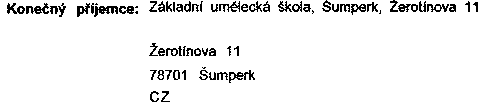 Konečný příjemce: Základní umělecká škola, Šumperk, Žerotínova 11
Žerotínova 11
78701 Šumperk
CZ